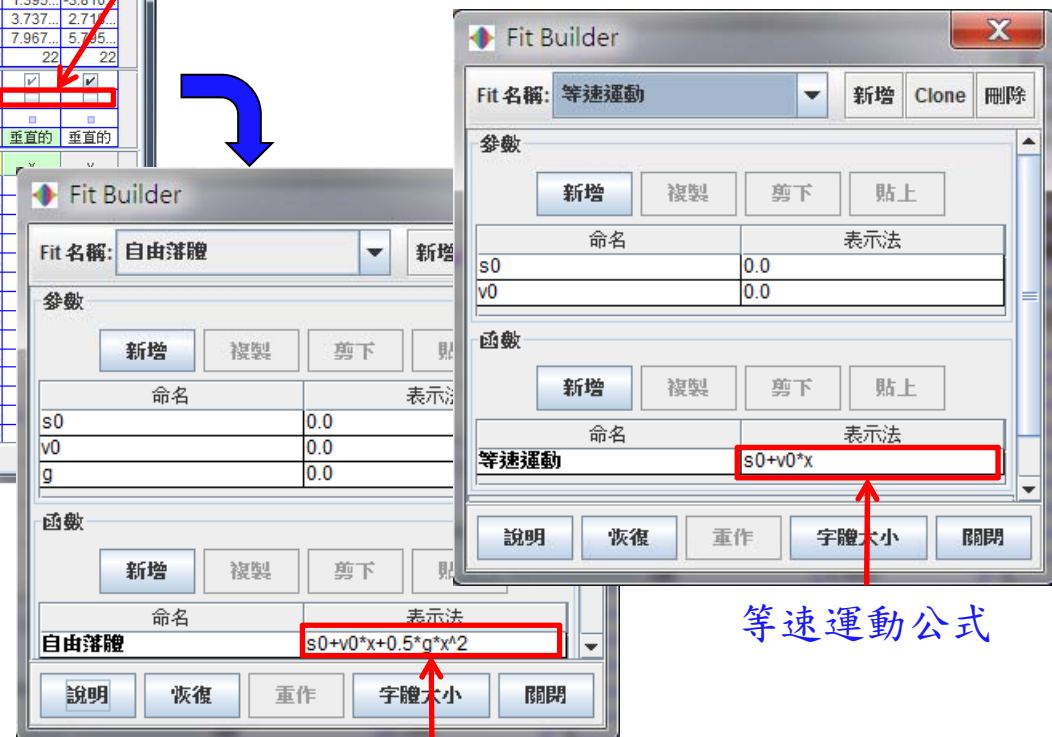 3.737... 2.718...
7.967... 5.795...
22 22
垂直的 垂直的
Fit Builder
Fit 名稱: 等速運動 新增 Clone 刪除
參數
新增 複製 剪下 貼上
命名 表示法
s0 0.0
v0 0.0
函數
新增 複製 剪下 貼上
命名 表示法
等速運動 s0+v0*x
說明 恢復 重作 字體大小 關閉
等速運動公式
Fit Builder
Fit 名稱: 自由落體 新增
參數
新增 複製 剪下
命名 表示法
s0 0.0
v0 0.0
g 0.0
函數
新增 複製 剪下
命名 表示法
自由落體 s0+v0*x+0.5*g*x^2
說明 恢復 重作 字體大小 關閉